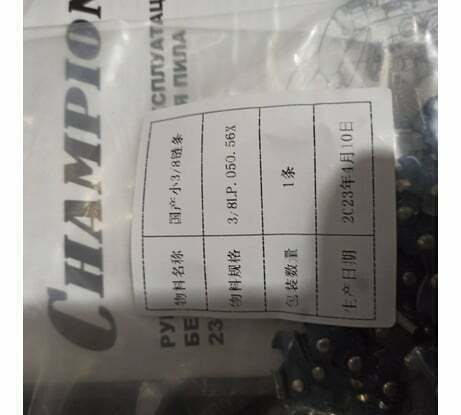 CHAMPION
РУ СПЛУАТАЦ
БЕ Я ПИЛА
23
物料名称 国产小3/8链条
物料规格 3/8LP.050.56X
包装数量 1条
生产日期 2023年4月10日